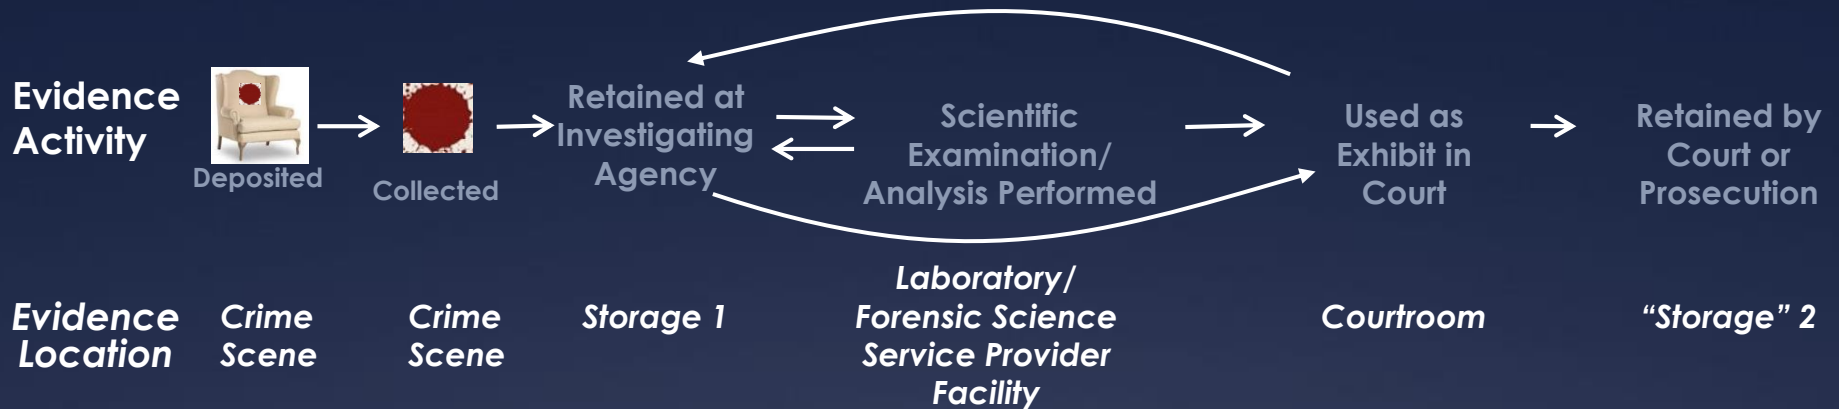 Evidence
Activity
Deposited
Collected
Retained at
Investigating
Agency
Scientific
Examination/
Analysis Performed
Used as
Exhibit in
Court
Retained by
Court or
Prosecution
Evidence
Location
Crime
Scene
Crime
Scene
Storage 1
Laboratory/
Forensic Science
Service Provider
Facility
Courtroom
“Storage” 2